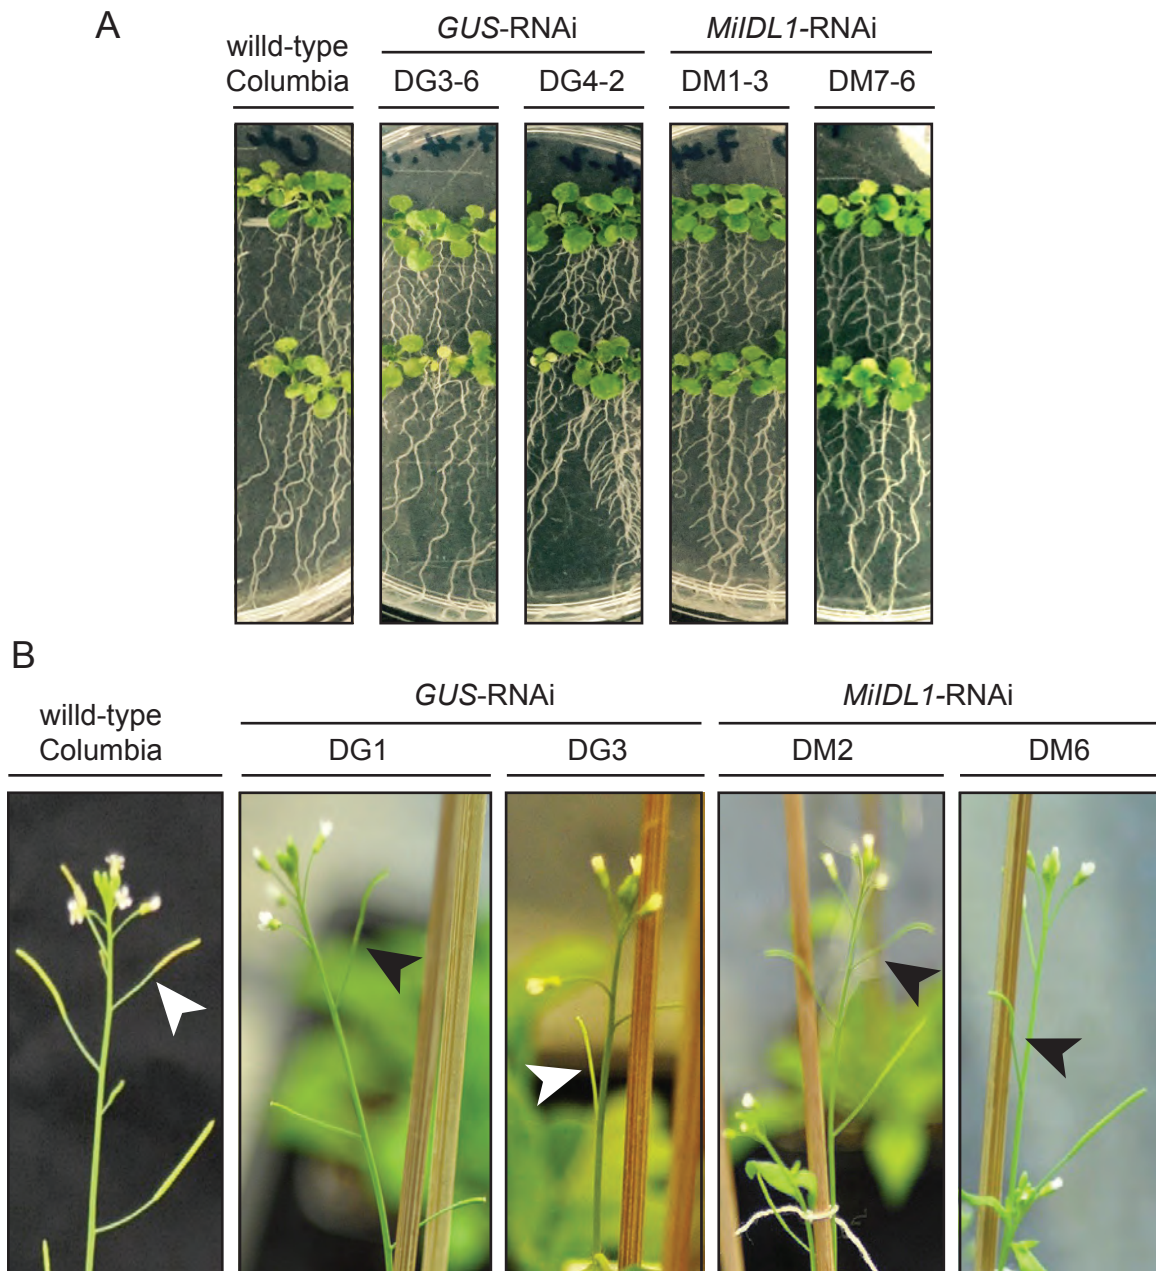 A
willd-type
Columbia
GUS-RNAi
MiIDL1-RNAi
DG3-6
DG4-2
DM1-3
DM7-6
B
willd-type
Columbia
GUS-RNAi
MiIDL1-RNAi
DG1
DG3
DM2
DM6